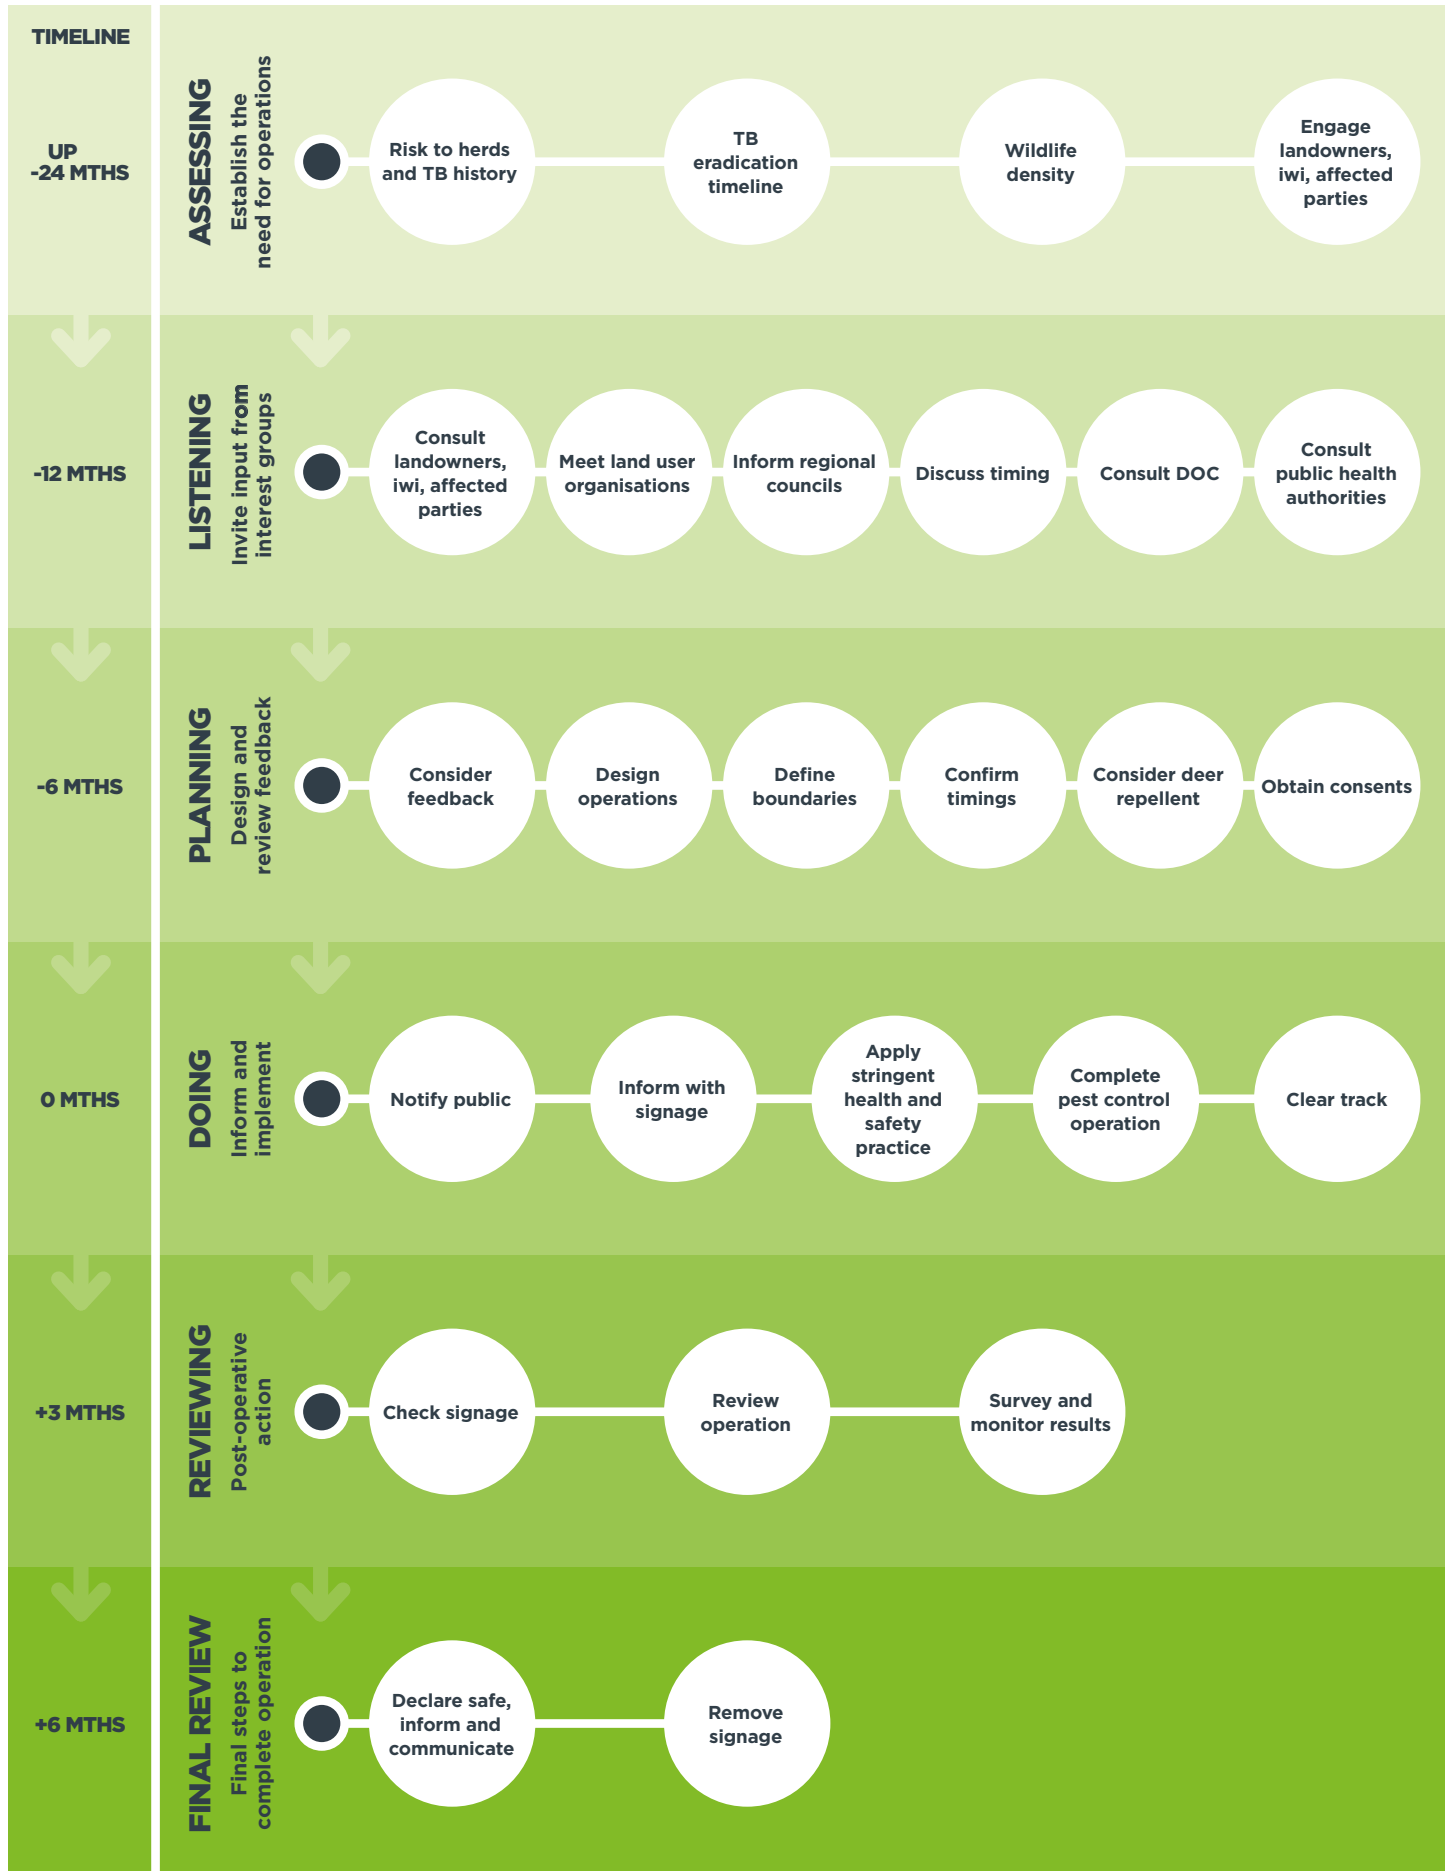 TIMELINE
UP
-24 MTHS
ASSESSING
Establish the
need for operations
Risk to herds
and TB history
TB
eradication
timeline
Wildlife
density
Engage
landowners,
iwi, affected
parties
-12 MTHS
LISTENING
Invite input from
interest groups
Consult
landowners,
iwi, affected
parties
Meet land user
organisations
Inform regional
councils
Discuss timing
Consult DOC
Consult
public health
authorities
-6 MTHS
PLANNING
Design and
review feedback
Consider
feedback
Design
operations
Define
boundaries
Confirm
timings
Consider deer
repellent
Obtain consents
0 MTHS
DOING
Inform and
implement
Notify public
Inform with
signage
Apply
stringent
health and
safety
practice
Complete
pest control
operation
Clear track
+3 MTHS
REVIEWING
Post-operative
action
Check signage
Review
operation
Survey and
monitor results
+6 MTHS
FINAL REVIEW
Final steps to
complete operation
Declare safe,
inform and
communicate
Remove
signage